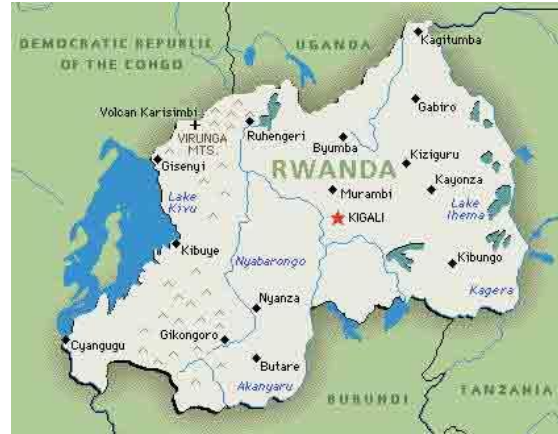 DEMOCRATIC REPUBLIC
OF THE CONGO
UGANDA
Kagitumba
Volcan Karisimbi
VIRUNGA
MTS.
Ruhengeri
Gabiro
Byumba
Gisenyi
RWANDA
Kiziguru
Lake
Kivu
Murambi
Kayonza
KIGALI
Lake
Ihema
Kibuye
Nyabarongo
Kibungo
Kagera
Nyanza
Cyangugu
Gikongoro
Butare
Akanyaru
BURUNDI
TANZANIA